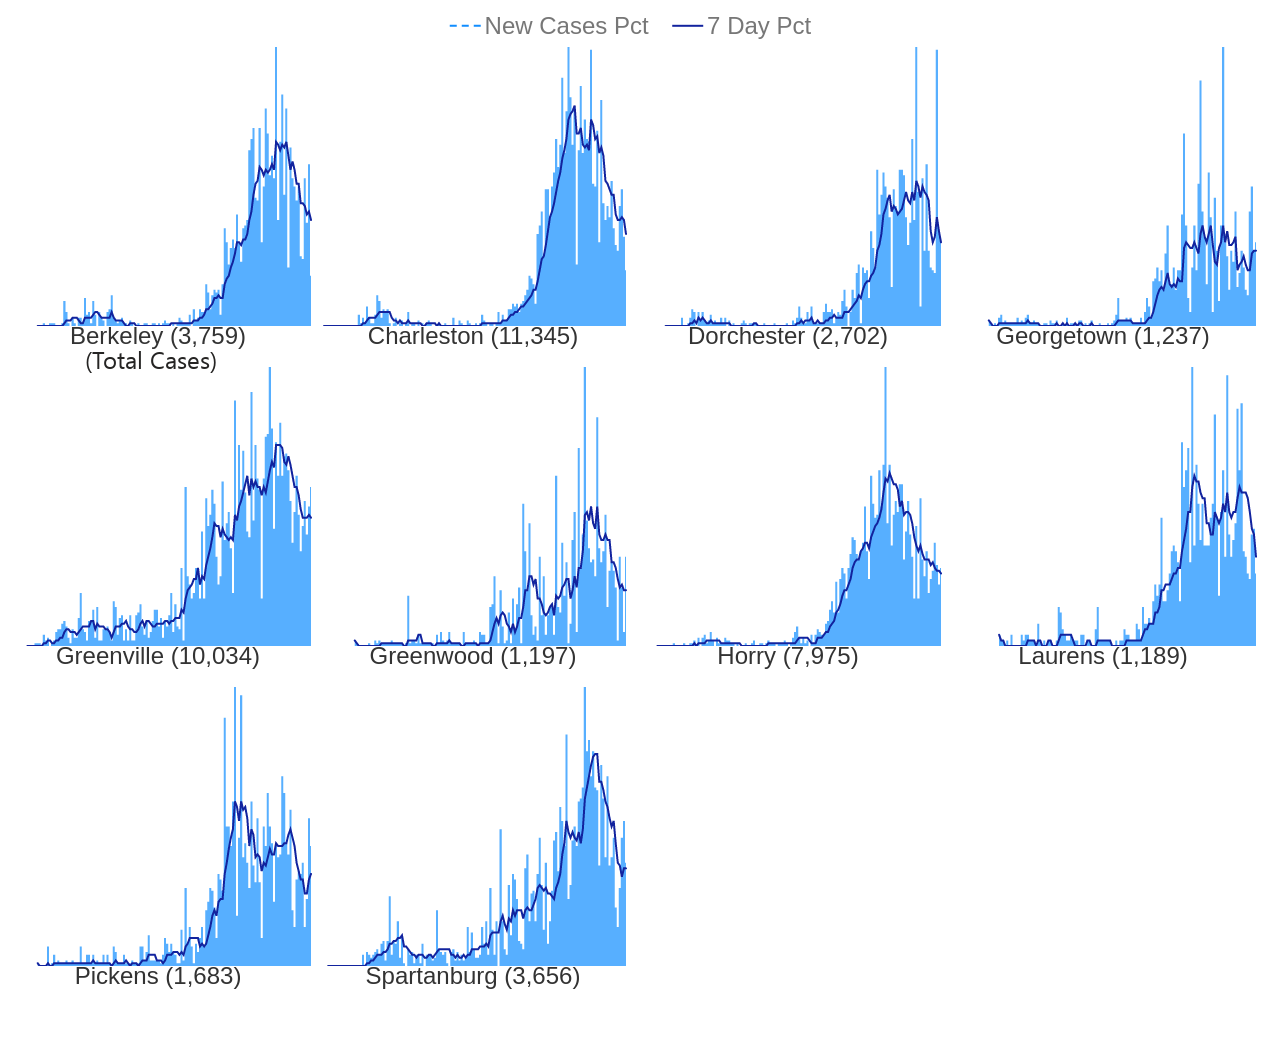 New Cases Pct 7 Day Pct
Berkeley (3,759) Charleston (11,345) Dorchester (2,702) Georgetown (1,237)
(Total Cases)
Greenville (10,034) Greenwood (1,197) Horry (7,975) Laurens (1,189)
Pickens (1,683) Spartanburg (3,656)